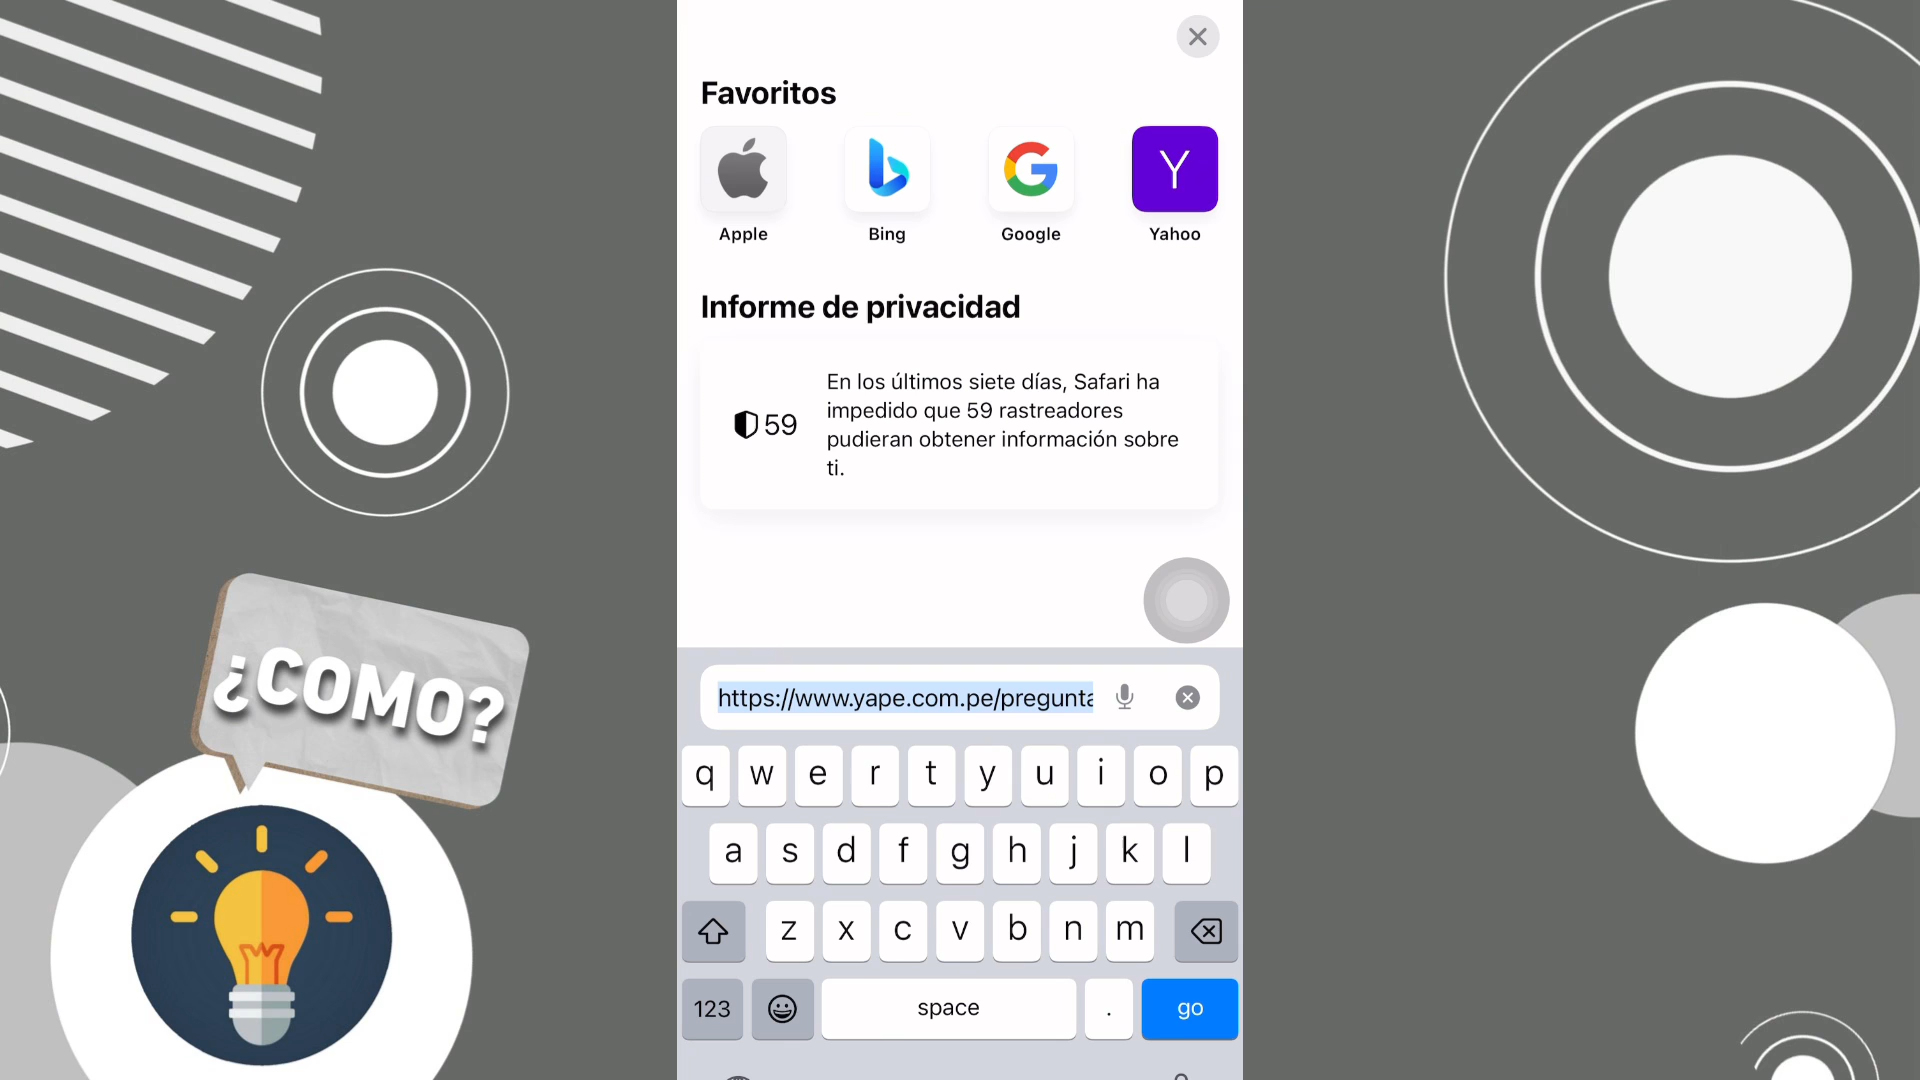 Favoritos
Y
Apple
Bing
Google
Yahoo
Informe de privacidad
59
En los últimos siete días, Safari ha
impedido que 59 rastreadores
pudieran obtener información sobre
ti.
¿COMO?
https://www.yape.com.pe/pregunta
q w e r t y u i o p
a s d f g h j k l
z x c v b n m
123 space . go